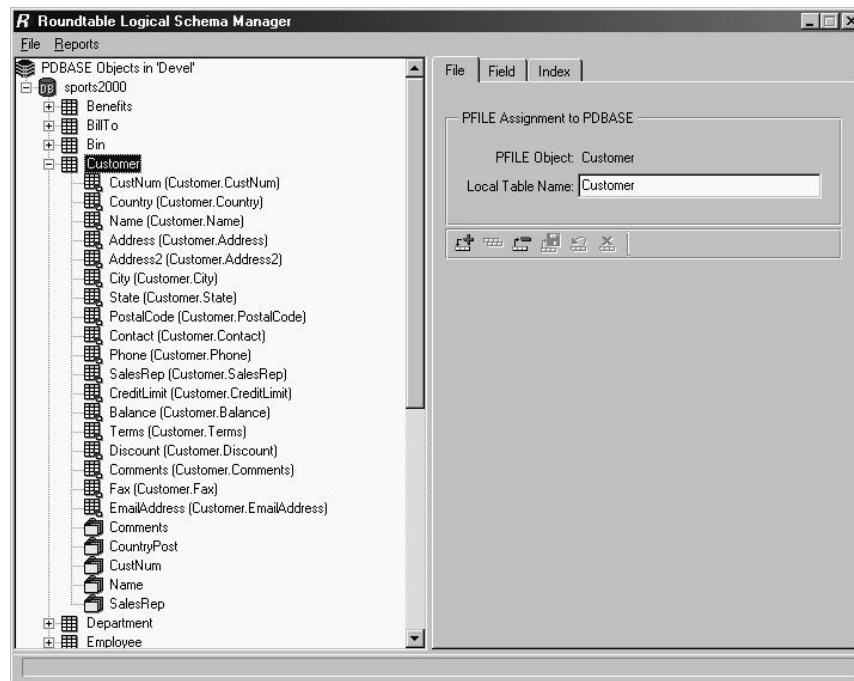 R Roundtable Logical Schema Manager
File Reports
PDBASE Objects in 'Devel'
DB sports2000
Benefits
BillTo
Bin
Customer
CustNum (Customer.CustNum)
Country (Customer.Country)
Name (Customer.Name)
Address (Customer.Address)
Address2 (Customer.Address2)
City (Customer.City)
State (Customer.State)
PostalCode (Customer.PostalCode)
Contact (Customer.Contact)
Phone (Customer.Phone)
SalesRep (Customer.SalesRep)
CreditLimit (Customer.CreditLimit)
Balance (Customer.Balance)
Terms (Customer.Terms)
Discount (Customer.Discount)
Comments (Customer.Comments)
Fax (Customer.Fax)
EmailAddress (Customer.EmailAddress)
Comments
CountryPost
CustNum
Name
SalesRep
Department
Employee
File Field Index
PFILE Assignment to PDBASE
PFILE Object: Customer
Local Table Name: Customer